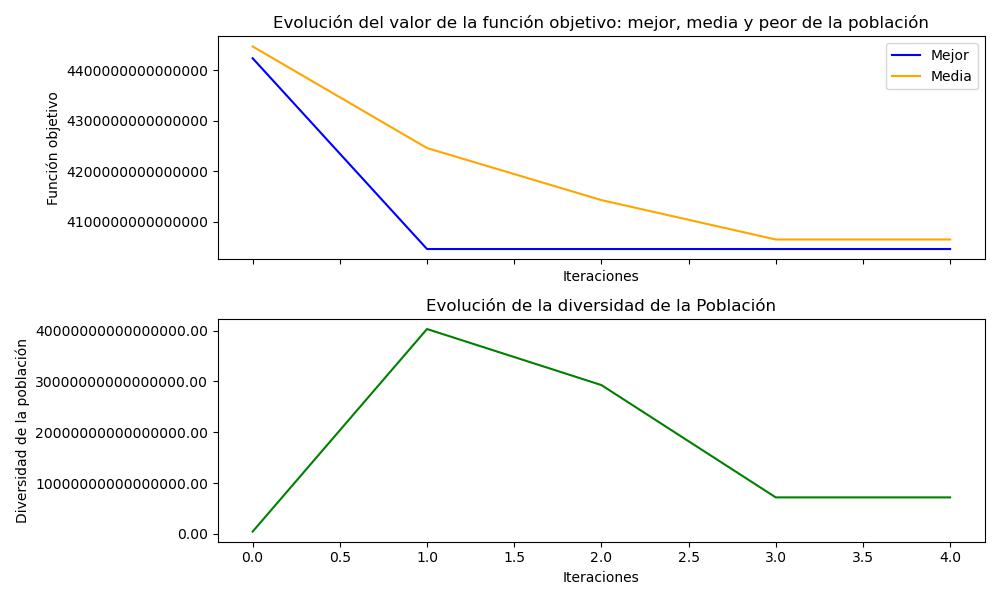 Evolución del valor de la función objetivo: mejor, media y peor de la población
Función objetivo
4400000000000000
4300000000000000
4200000000000000
4100000000000000
Mejor
Media
Iteraciones
Evolución de la diversidad de la Población
Diversidad de la población
40000000000000000.00
30000000000000000.00
20000000000000000.00
10000000000000000.00
0.00
0.0 0.5 1.0 1.5 2.0 2.5 3.0 3.5 4.0
Iteraciones